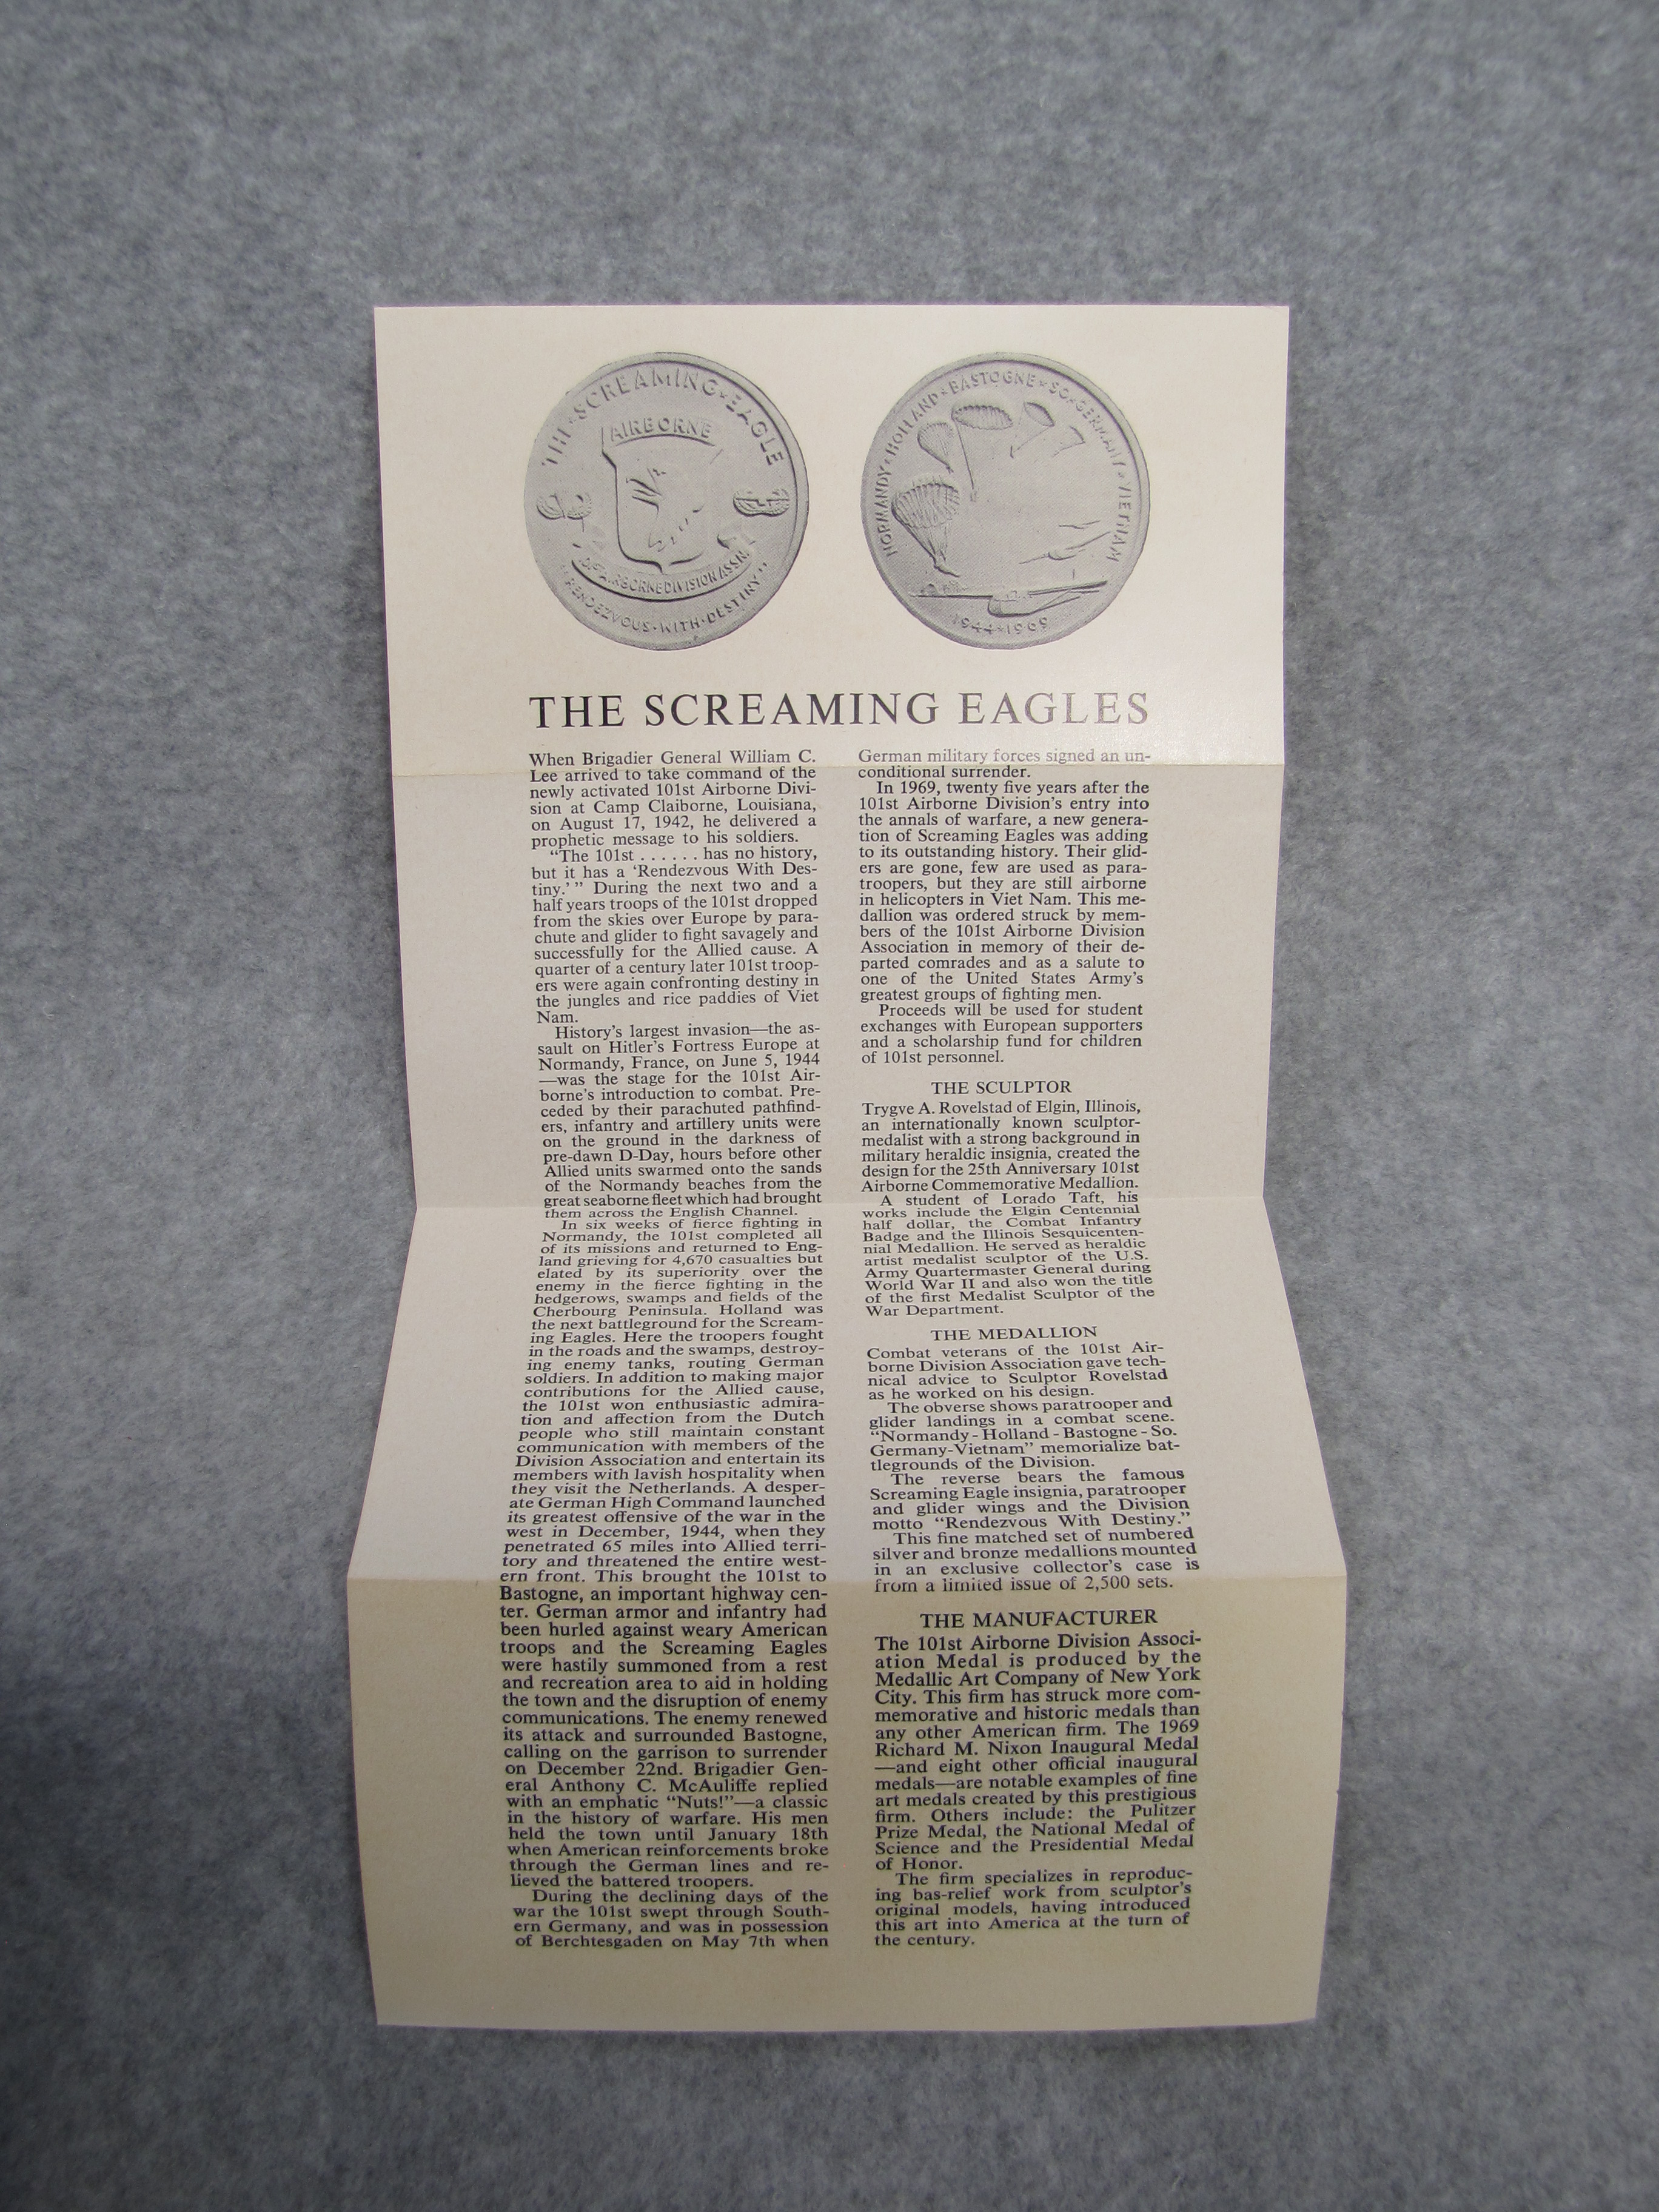 THE·SCREAMING·EAGLE
AIRBORNE
AIRBORNE DIVISION ASSN.
"RENDEZVOUS·WITH·DESTINY"
NORMANDY·HOLLAND·BASTOGNE·SO.GERMANY·VIETNAM
1944·1969
THE SCREAMING EAGLES
When Brigadier General William C.
Lee arrived to take command of the
newly activated 101st Airborne Divi-
sion at Camp Claiborne, Louisiana,
on August 17, 1942, he delivered a
prophetic message to his soldiers.
“The 101st . . . . . . has no history,
but it has a ‘Rendezvous With Des-
tiny.’ ” During the next two and a
half years troops of the 101st dropped
from the skies over Europe by para-
chute and glider to fight savagely and
successfully for the Allied cause. A
quarter of a century later 101st troop-
ers were again confronting destiny in
the jungles and rice paddies of Viet
Nam.
History’s largest invasion—the as-
sault on Hitler’s Fortress Europe at
Normandy, France, on June 5, 1944
—was the stage for the 101st Air-
borne’s introduction to combat. Pre-
ceded by their parachuted pathfind-
ers, infantry and artillery units were
on the ground in the darkness of
pre-dawn D-Day, hours before other
Allied units swarmed onto the sands
of the Normandy beaches from the
great seaborne fleet which had brought
them across the English Channel.
In six weeks of fierce fighting in
Normandy, the 101st completed all
of its missions and returned to Eng-
land grieving for 4,670 casualties but
elated by its superiority over the
enemy in the fierce fighting in the
hedgerows, swamps and fields of the
Cherbourg Peninsula. Holland was
the next battleground for the Scream-
ing Eagles. Here the troopers fought
in the roads and the swamps, destroy-
ing enemy tanks, routing German
soldiers. In addition to making major
contributions for the Allied cause,
the 101st won enthusiastic admira-
tion and affection from the Dutch
people who still maintain constant
communication with members of the
Division Association and entertain its
members with lavish hospitality when
they visit the Netherlands. A desper-
ate German High Command launched
its greatest offensive of the war in the
west in December, 1944, when they
penetrated 65 miles into Allied terri-
tory and threatened the entire west-
ern front. This brought the 101st to
Bastogne, an important highway cen-
ter. German armor and infantry had
been hurled against weary American
troops and the Screaming Eagles
were hastily summoned from a rest
and recreation area to aid in holding
the town and the disruption of enemy
communications. The enemy renewed
its attack and surrounded Bastogne,
calling on the garrison to surrender
on December 22nd. Brigadier Gen-
eral Anthony C. McAuliffe replied
with an emphatic “Nuts!”—a classic
in the history of warfare. His men
held the town until January 18th
when American reinforcements broke
through the German lines and re-
lieved the battered troopers.
During the declining days of the
war the 101st swept through South-
ern Germany, and was in possession
of Berchtesgaden on May 7th when
German military forces signed an un-
conditional surrender.
In 1969, twenty five years after the
101st Airborne Division’s entry into
the annals of warfare, a new genera-
tion of Screaming Eagles was adding
to its outstanding history. Their glid-
ers are gone, few are used as para-
troopers, but they are still airborne
in helicopters in Viet Nam. This me-
dallion was ordered struck by mem-
bers of the 101st Airborne Division
Association in memory of their de-
parted comrades and as a salute to
one of the United States Army’s
greatest groups of fighting men.
Proceeds will be used for student
exchanges with European supporters
and a scholarship fund for children
of 101st personnel.
THE SCULPTOR
Trygve A. Rovelstad of Elgin, Illinois,
an internationally known sculptor-
medalist with a strong background in
military heraldic insignia, created the
design for the 25th Anniversary 101st
Airborne Commemorative Medallion.
A student of Lorado Taft, his
works include the Elgin Centennial
half dollar, the Combat Infantry
Badge and the Illinois Sesquicenten-
nial Medallion. He served as heraldic
artist medalist sculptor of the U.S.
Army Quartermaster General during
World War II and also won the title
of the first Medalist Sculptor of the
War Department.
THE MEDALLION
Combat veterans of the 101st Air-
borne Division Association gave tech-
nical advice to Sculptor Rovelstad
as he worked on his design.
The obverse shows paratrooper and
glider landings in a combat scene.
“Normandy - Holland - Bastogne - So.
Germany-Vietnam” memorialize bat-
tlegrounds of the Division.
The reverse bears the famous
Screaming Eagle insignia, paratrooper
and glider wings and the Division
motto “Rendezvous With Destiny.”
This fine matched set of numbered
silver and bronze medallions mounted
in an exclusive collector’s case is
from a limited issue of 2,500 sets.
THE MANUFACTURER
The 101st Airborne Division Associ-
ation Medal is produced by the
Medallic Art Company of New York
City. This firm has struck more com-
memorative and historic medals than
any other American firm. The 1969
Richard M. Nixon Inaugural Medal
—and eight other official inaugural
medals—are notable examples of fine
art medals created by this prestigious
firm. Others include: the Pulitzer
Prize Medal, the National Medal of
Science and the Presidential Medal
of Honor.
The firm specializes in reproduc-
ing bas-relief work from sculptor’s
original models, having introduced
this art into America at the turn of
the century.